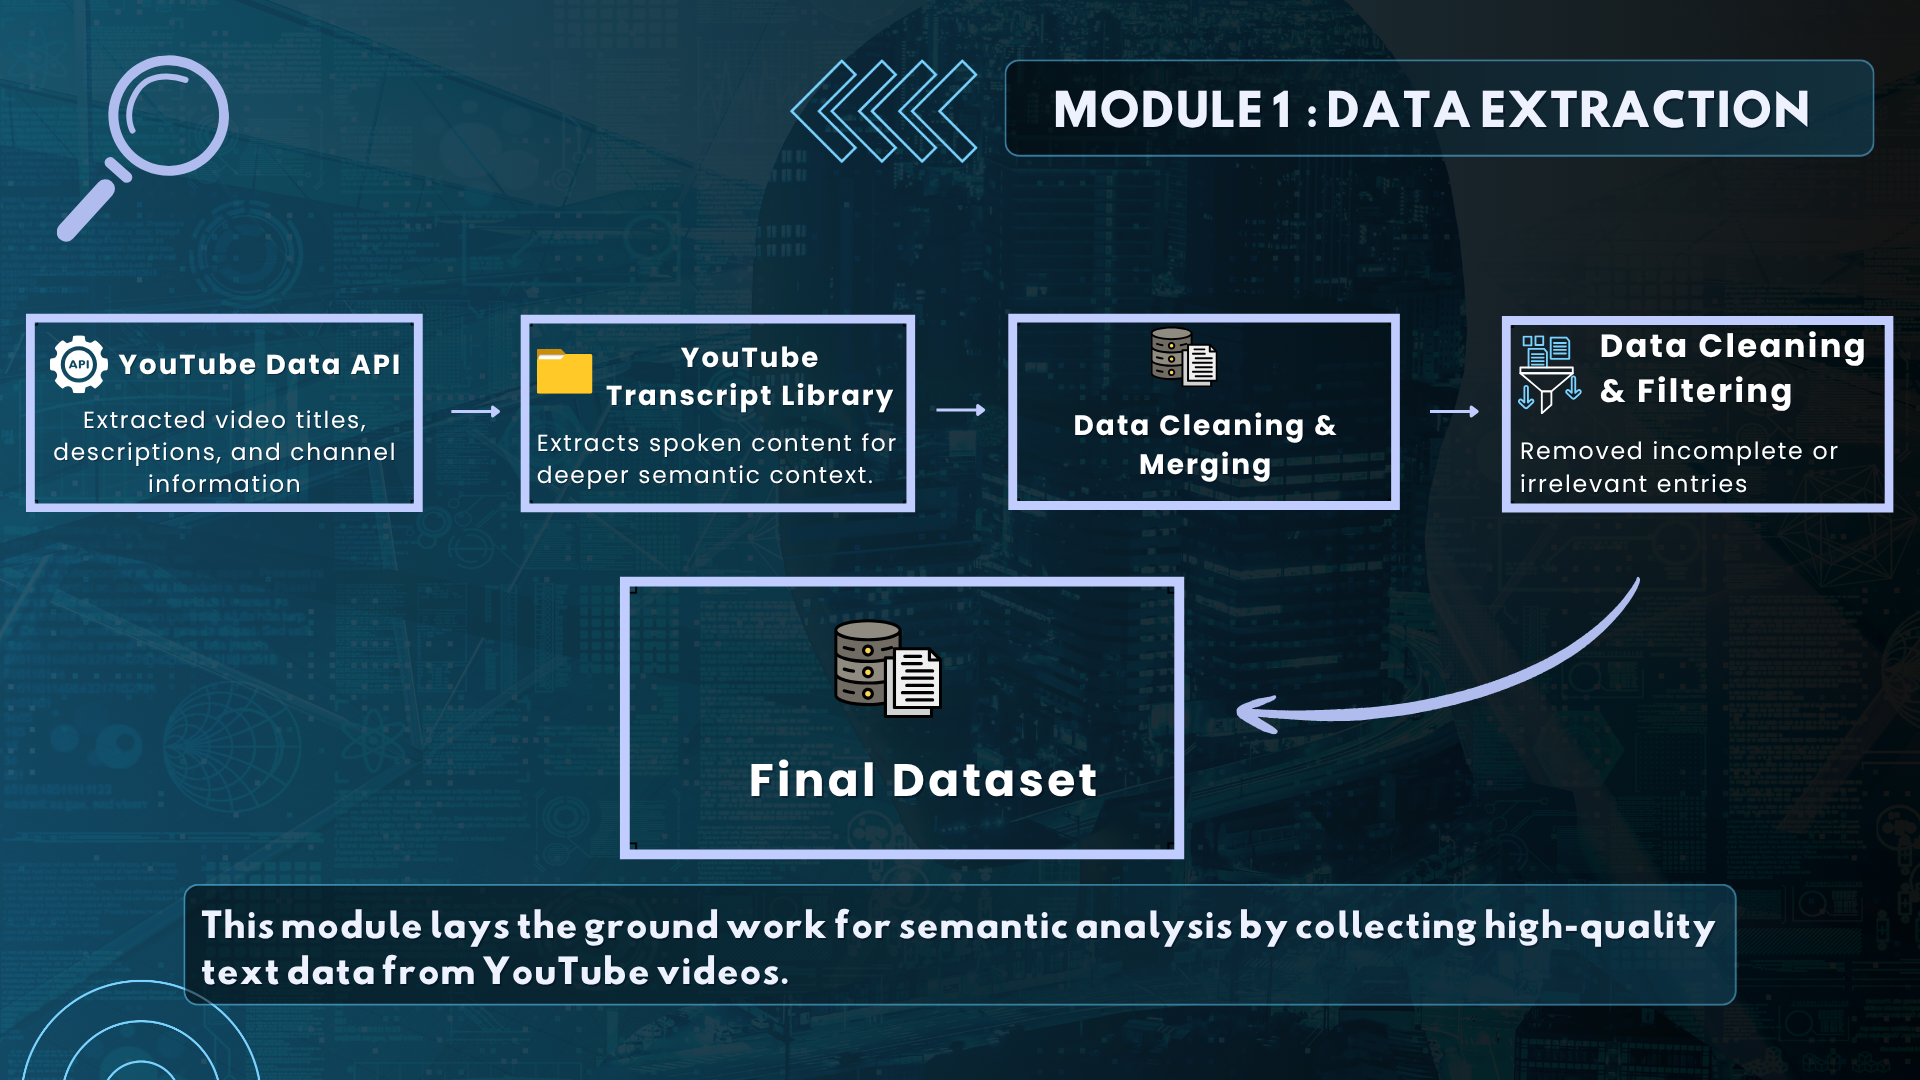 MODULE 1 : DATA EXTRACTION
API
YouTube Data API
Extracted video titles,
descriptions, and channel
information
YouTube
Transcript Library
Extracts spoken content for
deeper semantic context.
Data Cleaning &
Merging
Data Cleaning
& Filtering
Removed incomplete or
irrelevant entries
Final Dataset
This module lays the ground work for semantic analysis by collecting high-quality
text data from YouTube videos.